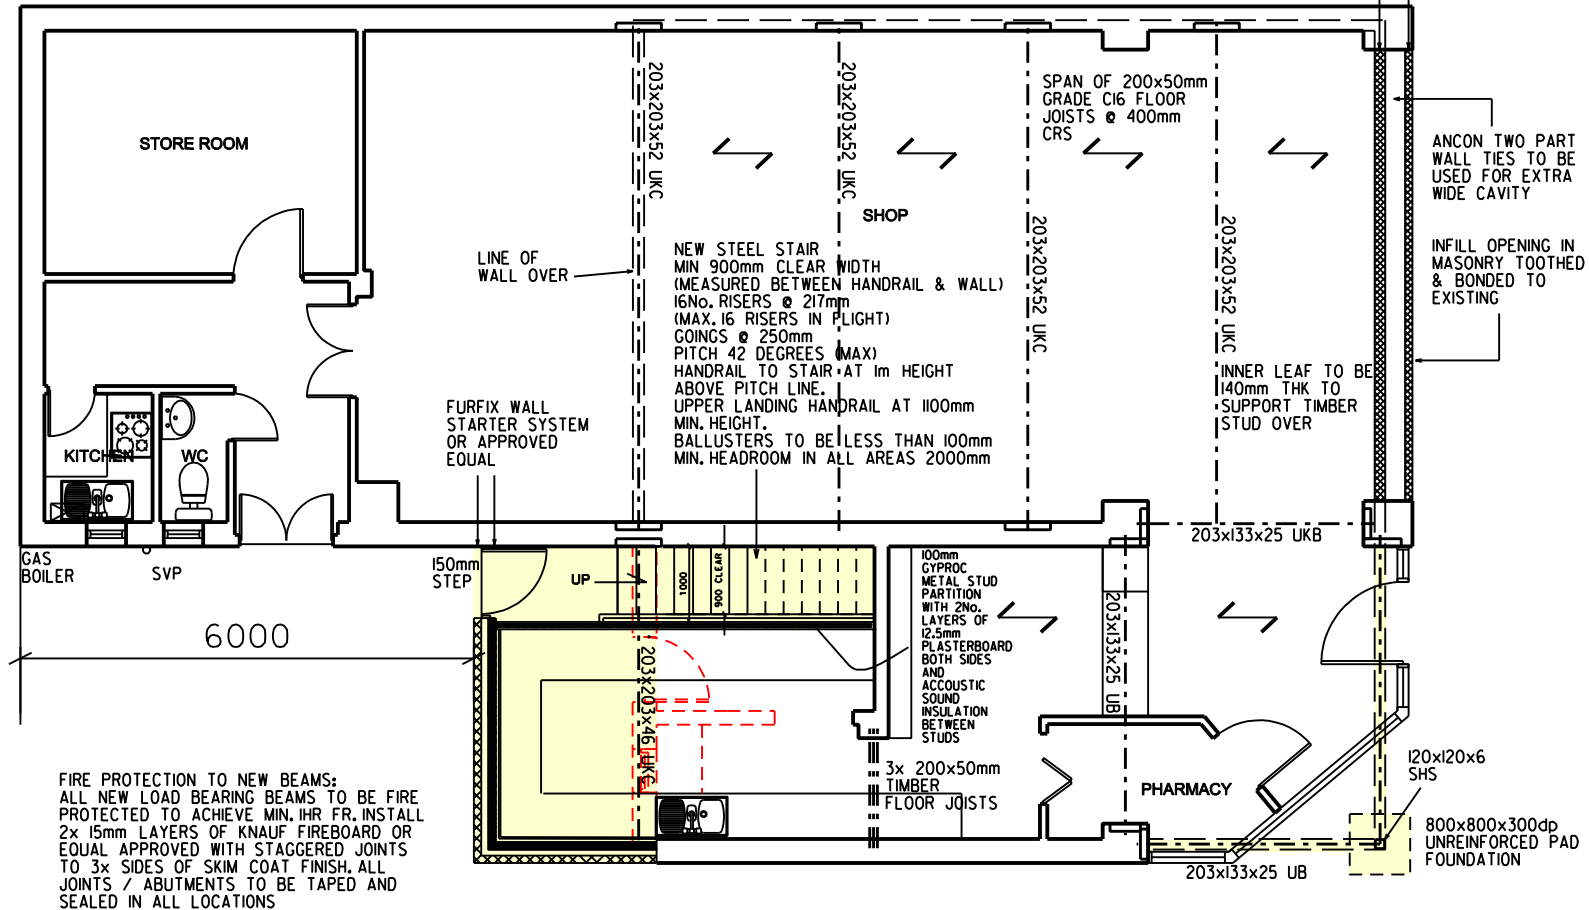 203x203x52 UKC
203x203x52 UKC
SPAN OF 200x50mm
GRADE C16 FLOOR
JOISTS @ 400mm
CRS
STORE ROOM
ANCON TWO PART
WALL TIES TO BE
USED FOR EXTRA
WIDE CAVITY
SHOP
203x203x52 UKC
203x203x52 UKC
LINE OF
WALL OVER
NEW STEEL STAIR
MIN 900mm CLEAR WIDTH
(MEASURED BETWEEN HANDRAIL & WALL)
16No. RISERS @ 217mm
(MAX. 16 RISERS IN FLIGHT)
GOINGS @ 250mm
PITCH 42 DEGREES (MAX)
HANDRAIL TO STAIR AT 1m HEIGHT
ABOVE PITCH LINE.
UPPER LANDING HANDRAIL AT 1100mm
MIN. HEIGHT.
BALLUSTERS TO BE LESS THAN 100mm
MIN. HEADROOM IN ALL AREAS 2000mm
INFILL OPENING IN
MASONRY TOOTHED
& BONDED TO
EXISTING
INNER LEAF TO BE
140mm THK TO
SUPPORT TIMBER
STUD OVER
FURFIX WALL
STARTER SYSTEM
OR APPROVED
EQUAL
KITCHEN
WC
203x133x25 UKB
GAS
BOILER
SVP
150mm
STEP
UP
1000
900 CLEAR
100mm
GYPROC
METAL STUD
PARTITION
WITH 2No.
LAYERS OF
12.5mm
PLASTERBOARD
BOTH SIDES
AND
ACCOUSTIC
SOUND
INSULATION
BETWEEN
STUDS
203x133x25 UB
6000
203x203x46 UKC
3x 200x50mm
TIMBER
FLOOR JOISTS
PHARMACY
120x120x6
SHS
FIRE PROTECTION TO NEW BEAMS:
ALL NEW LOAD BEARING BEAMS TO BE FIRE
PROTECTED TO ACHIEVE MIN. 1HR FR. INSTALL
2x 15mm LAYERS OF KNAUF FIREBOARD OR
EQUAL APPROVED WITH STAGGERED JOINTS
TO 3x SIDES OF SKIM COAT FINISH. ALL
JOINTS / ABUTMENTS TO BE TAPED AND
SEALED IN ALL LOCATIONS
800x800x300dp
UNREINFORCED PAD
FOUNDATION
203x133x25 UB